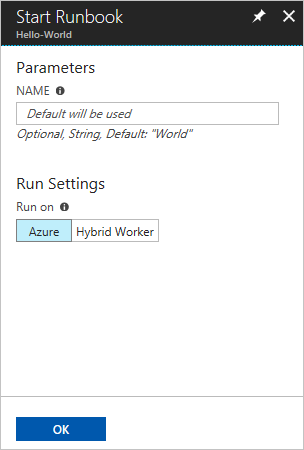 Start Runbook
Hello-World
Parameters
NAME
Default will be used
Optional, String, Default: "World"
Run Settings
Run on
Azure Hybrid Worker
OK